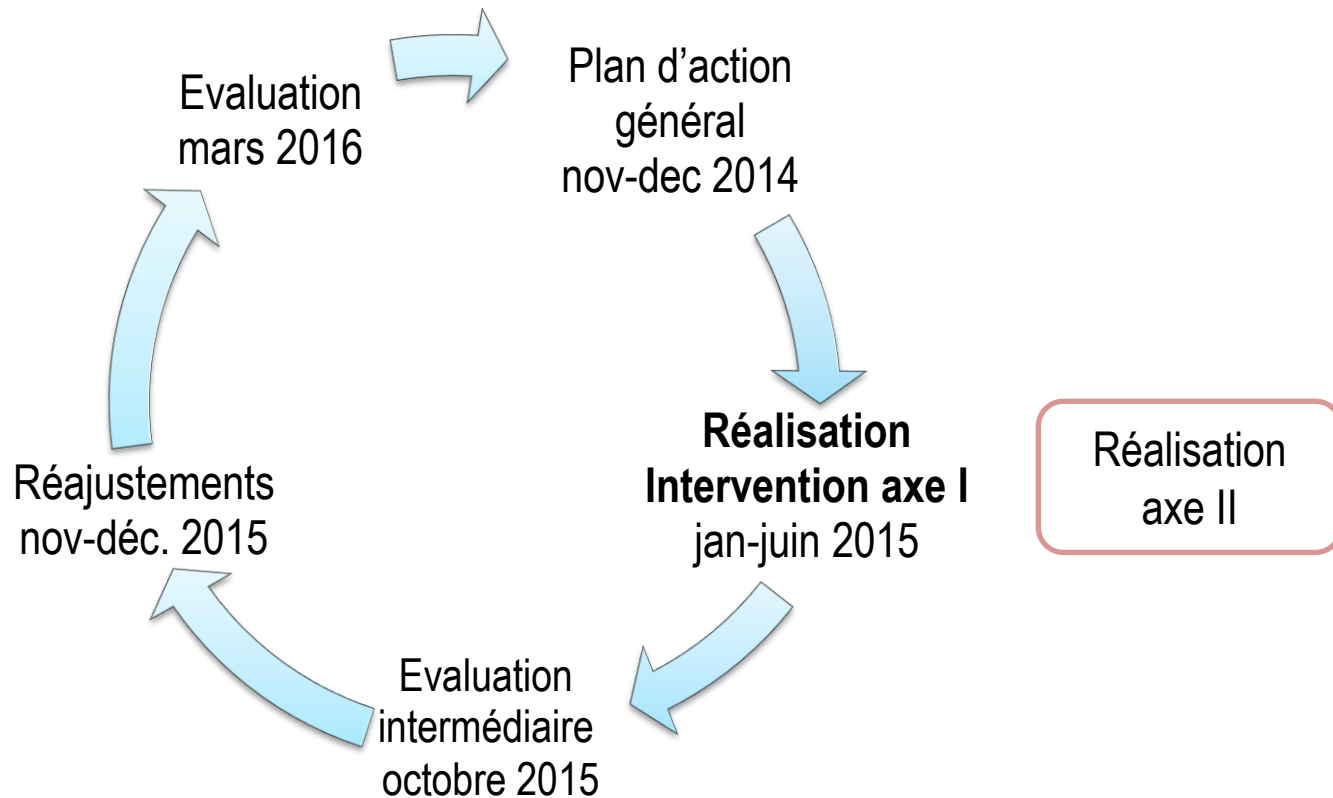 Evaluation
mars 2016
Plan d’action
général
nov-dec 2014
Réalisation
Intervention axe I
jan-juin 2015
Réalisation
axe II
Evaluation
intermédiaire
octobre 2015
Réajustements
nov-déc. 2015